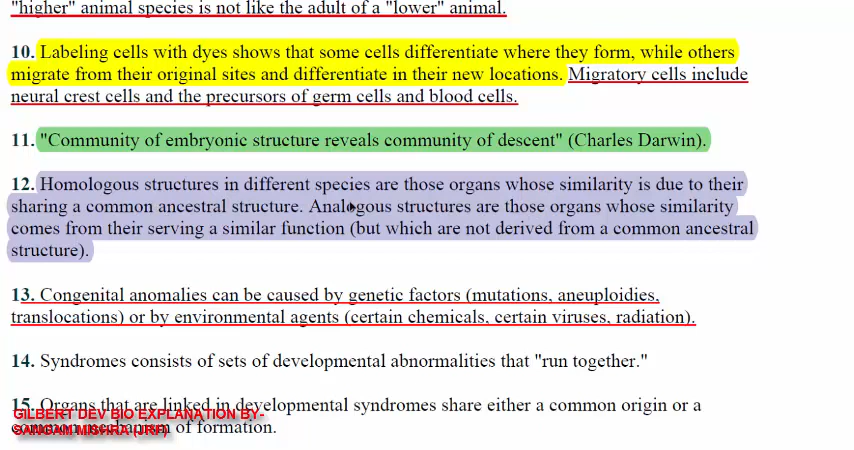 "higher" animal species is not like the adult of a "lower" animal.
10. Labeling cells with dyes shows that some cells differentiate where they form, while others
migrate from their original sites and differentiate in their new locations. Migratory cells include
neural crest cells and the precursors of germ cells and blood cells.
11. "Community of embryonic structure reveals community of descent" (Charles Darwin).
12. Homologous structures in different species are those organs whose similarity is due to their
sharing a common ancestral structure. Analogous structures are those organs whose similarity
comes from their serving a similar function (but which are not derived from a common ancestral
structure).
13. Congenital anomalies can be caused by genetic factors (mutations, aneuploidies,
translocations) or by environmental agents (certain chemicals, certain viruses, radiation).
14. Syndromes consists of sets of developmental abnormalities that "run together."
15. Organs that are linked in developmental syndromes share either a common origin or a
common mechanism of formation.
GILBERT DEV BIO EXPLANATION BY-
SANGAM MISHRA (JRF)